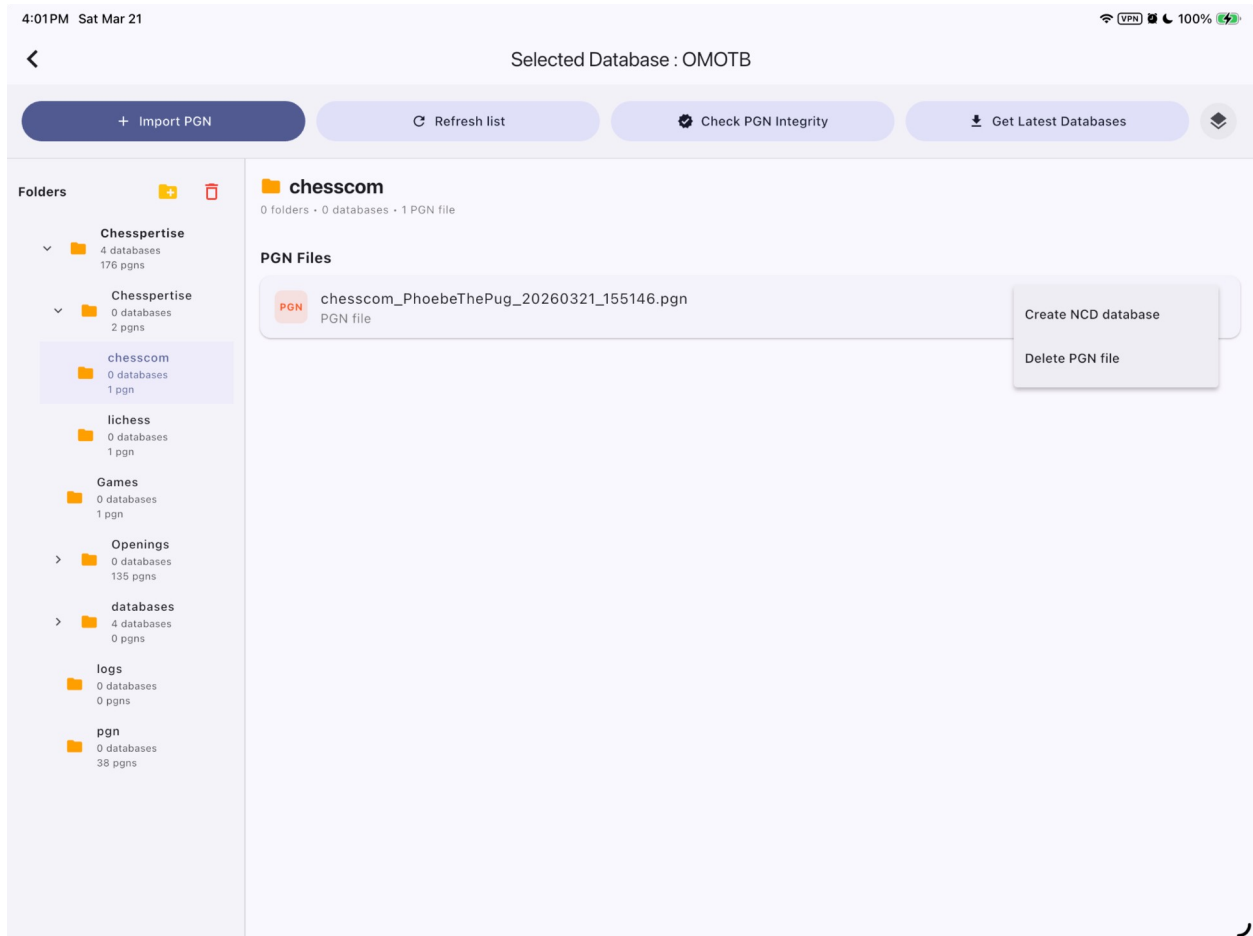 4:01 PM Sat Mar 21
VPN 100%
Selected Database : OMOTB
+ Import PGN
Refresh list
Check PGN Integrity
Get Latest Databases
Folders
Chesspertise
4 databases
176 pgns
Chesspertise
0 databases
2 pgns
chesscom
0 databases
1 pgn
lichess
0 databases
1 pgn
Games
0 databases
1 pgn
Openings
0 databases
135 pgns
databases
4 databases
0 pgns
logs
0 databases
0 pgns
pgn
0 databases
38 pgns
chesscom
0 folders • 0 databases • 1 PGN file
PGN Files
PGN
chesscom_PhoebeThePug_20260321_155146.pgn
PGN file
Create NCD database
Delete PGN file